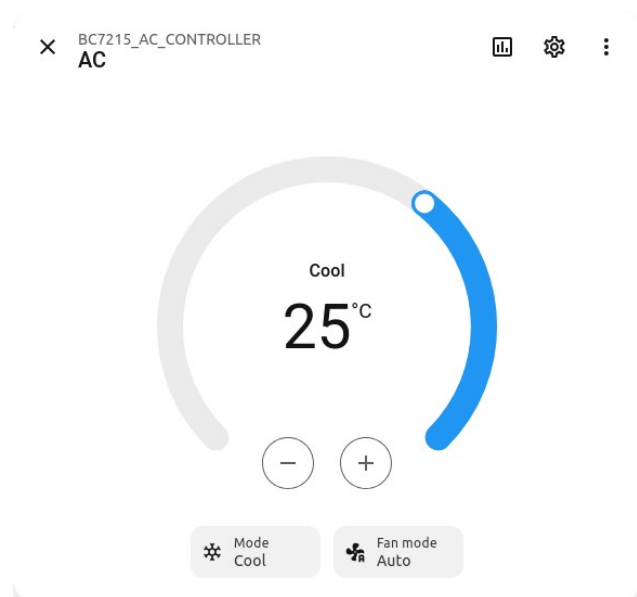 BC7215_AC_CONTROLLER
AC
Cool
25°C
Mode
Cool
Fan mode
Auto